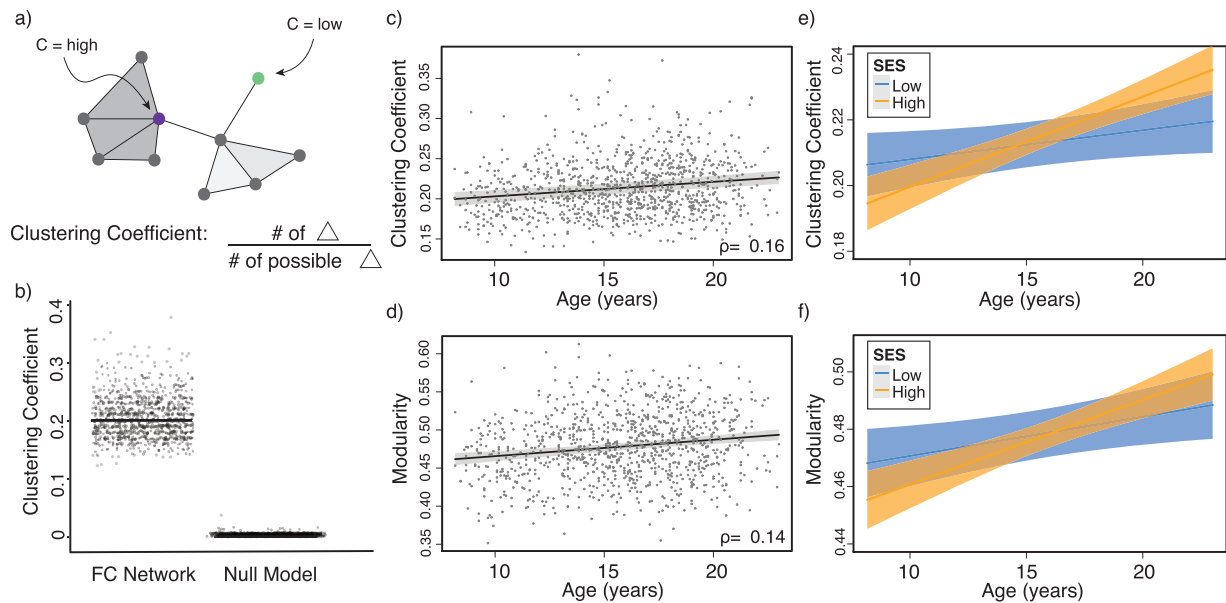 a)
C = low
C = high
Clustering Coefficient:
# of △
# of possible △
b)
Clustering Coefficient
0.4
0.3
0.2
0.1
0
FC Network
Null Model
c)
Clustering Coefficient
0.35
0.30
0.25
0.20
0.15
ρ= 0.16
10
15
20
Age (years)
d)
Modularity
0.60
0.55
0.50
0.45
0.40
0.35
ρ= 0.14
10
15
20
Age (years)
e)
Clustering Coefficient
0.24
0.22
0.20
0.18
SES
Low
High
10
15
20
Age (years)
f)
Modularity
0.50
0.48
0.46
0.44
SES
Low
High
10
15
20
Age (years)